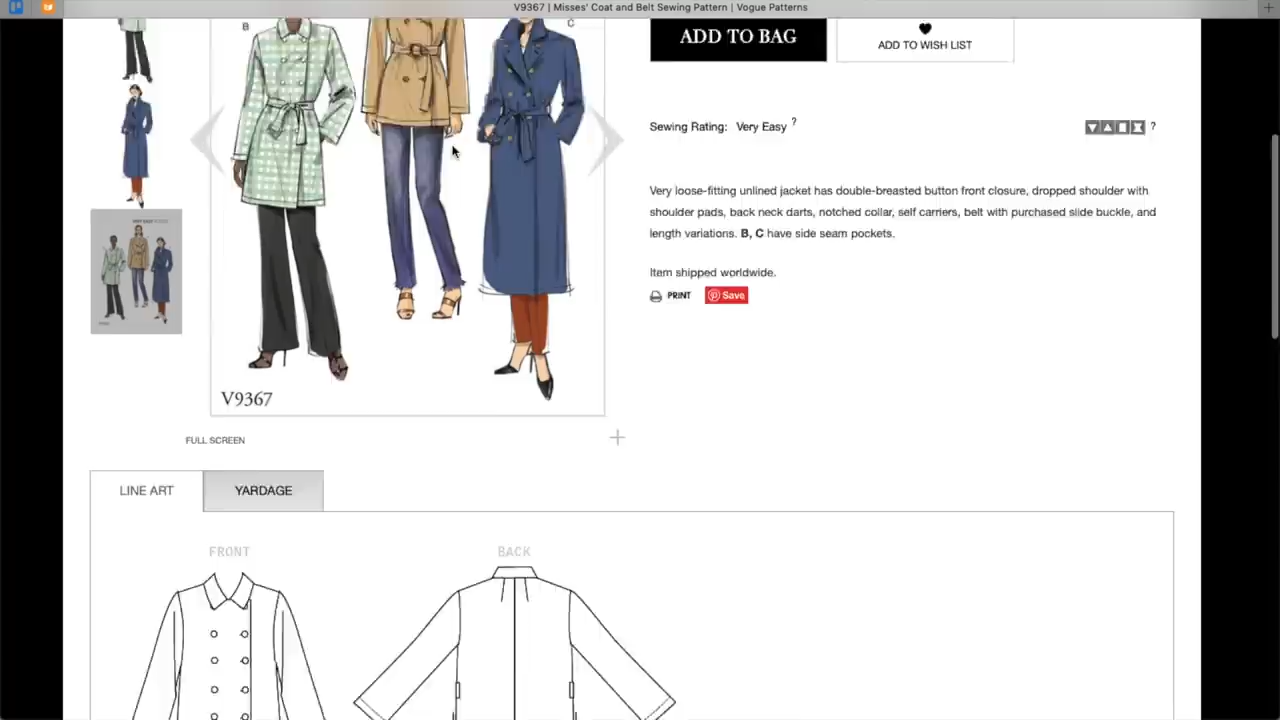 V9367 | Misses' Coat and Belt Sewing Pattern | Vogue Patterns
B
C
ADD TO BAG
ADD TO WISH LIST
Sewing Rating: Very Easy ?
?
Very loose-fitting unlined jacket has double-breasted button front closure, dropped shoulder with
shoulder pads, back neck darts, notched collar, self carriers, belt with purchased slide buckle, and
length variations. B, C have side seam pockets.
Item shipped worldwide.
PRINT
Save
V9367
FULL SCREEN
LINE ART
YARDAGE
FRONT
BACK